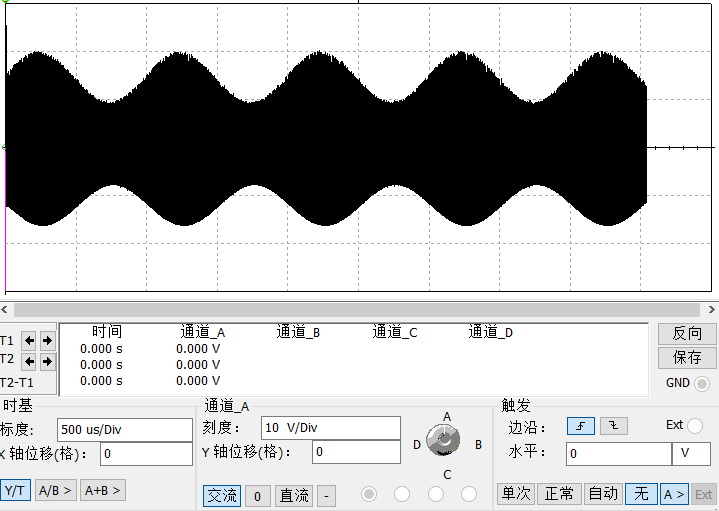 时间 通道_A 通道_B 通道_C 通道_D
T1 0.000 s 0.000 V
T2 0.000 s 0.000 V
T2-T1 0.000 s 0.000 V
反向
保存
GND
时基
标度: 500 us/Div
X 轴位移(格): 0
Y/T A/B > A+B >
通道_A
刻度: 10 V/Div
Y 轴位移(格): 0
交流 0 直流 -
A
D B
C
触发
边沿: Ext
水平: 0 V
单次 正常 自动 无 A > Ext